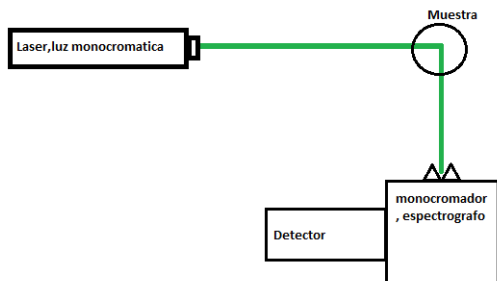 Muestra
Laser,luz monocromatica
monocromador
, espectrografo
Detector